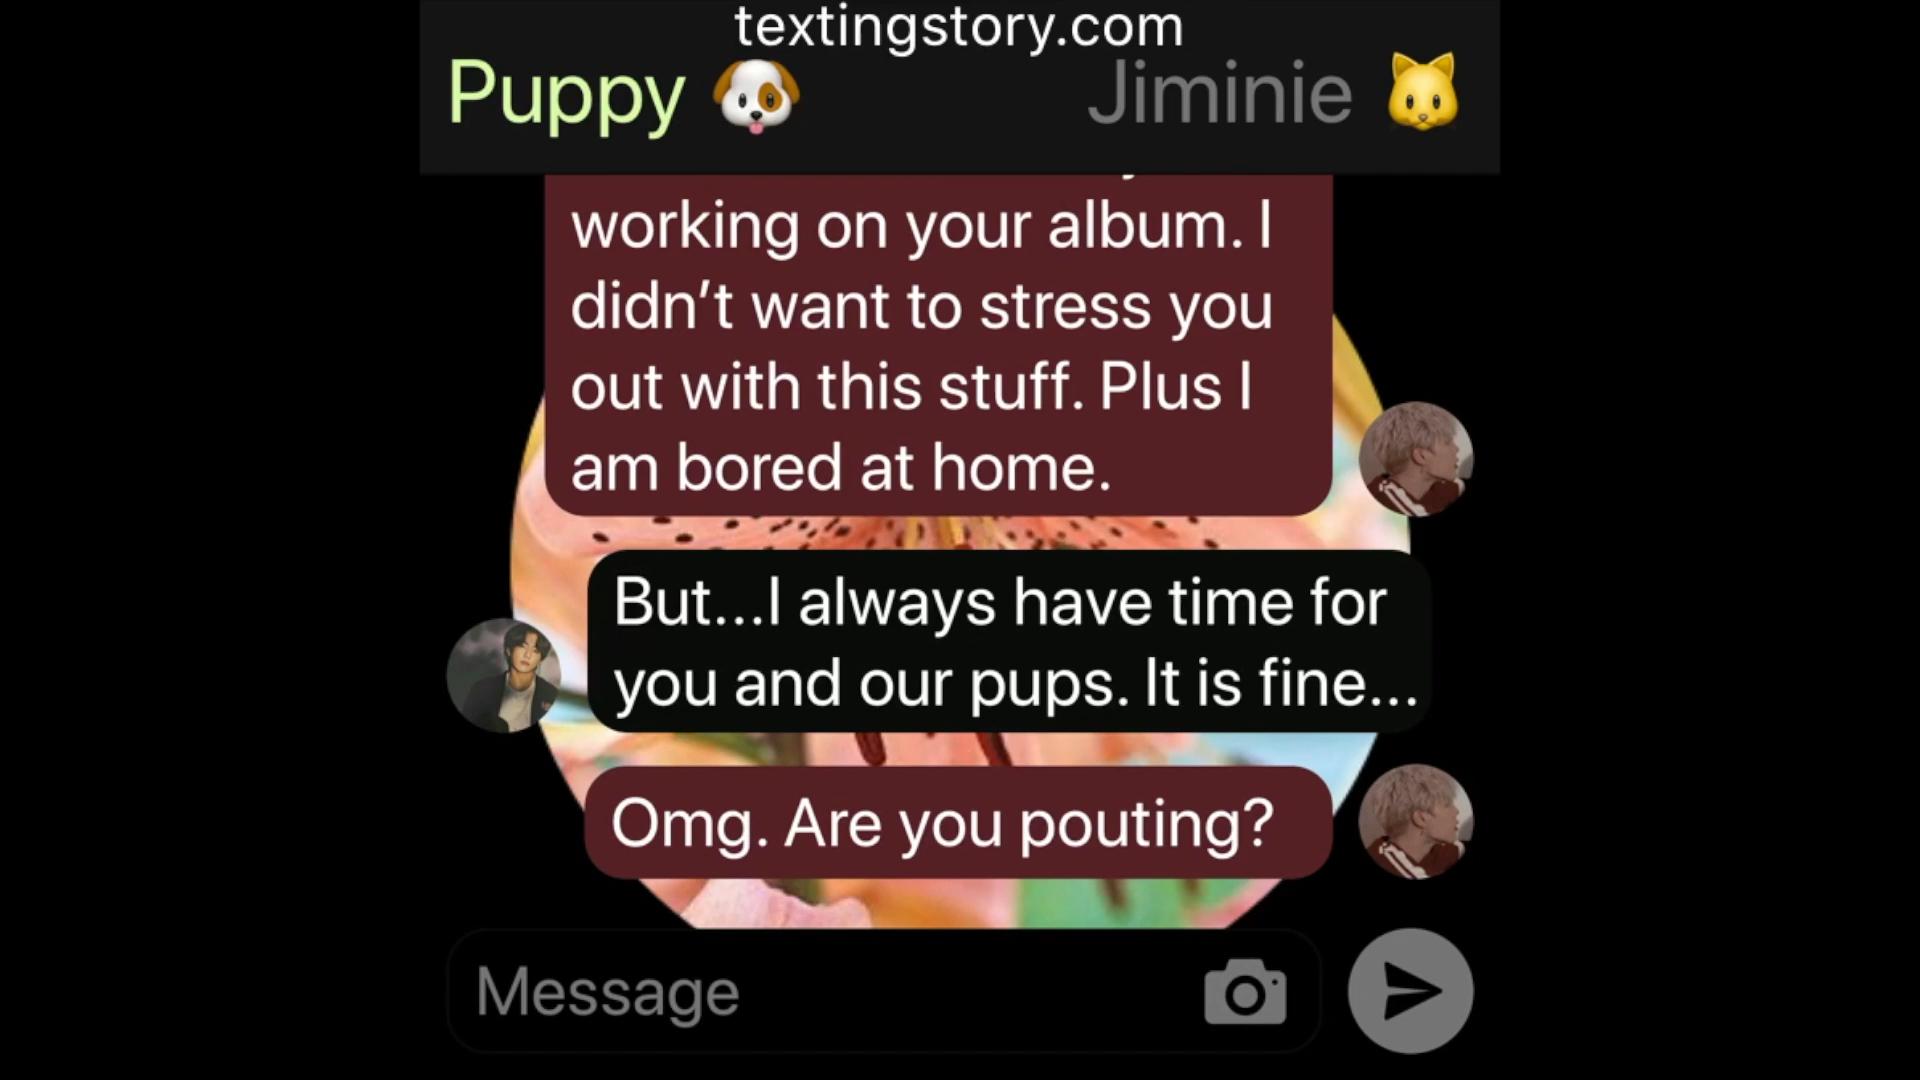 textingstory.com
Puppy 🐶 Jiminie 🐱
working on your album. I
didn’t want to stress you
out with this stuff. Plus I
am bored at home.
But...I always have time for
you and our pups. It is fine...
Omg. Are you pouting?
Message